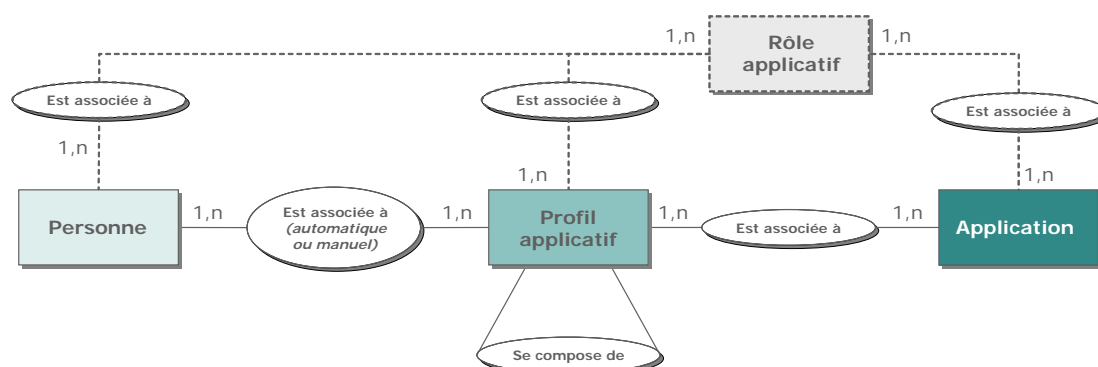 1,n
Rôle
applicatif
1,n
Est associée à
Est associée à
Est associée à
1,n
1,n
1,n
Personne
1,n
Est associée à
(automatique
ou manuel)
1,n
Profil
applicatif
1,n
Est associée à
1,n
Application
Se compose de